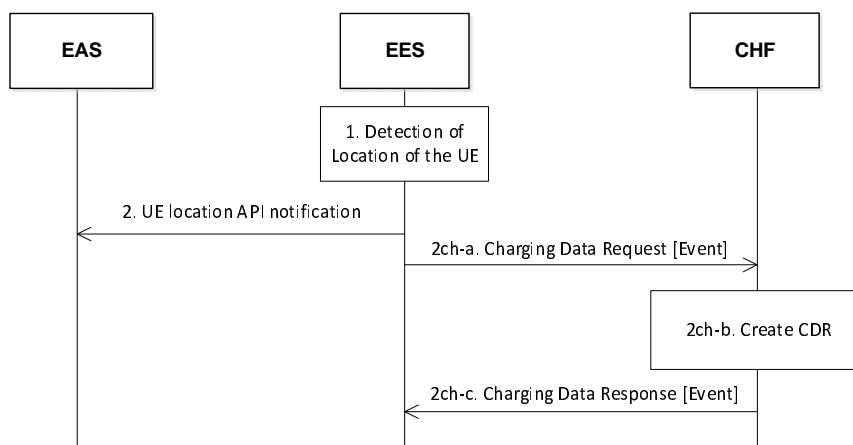 EAS
EES
CHF
1. Detection of
Location of the UE
2. UE location API notification
2ch-a. Charging Data Request [Event]
2ch-b. Create CDR
2ch-c. Charging Data Response [Event]